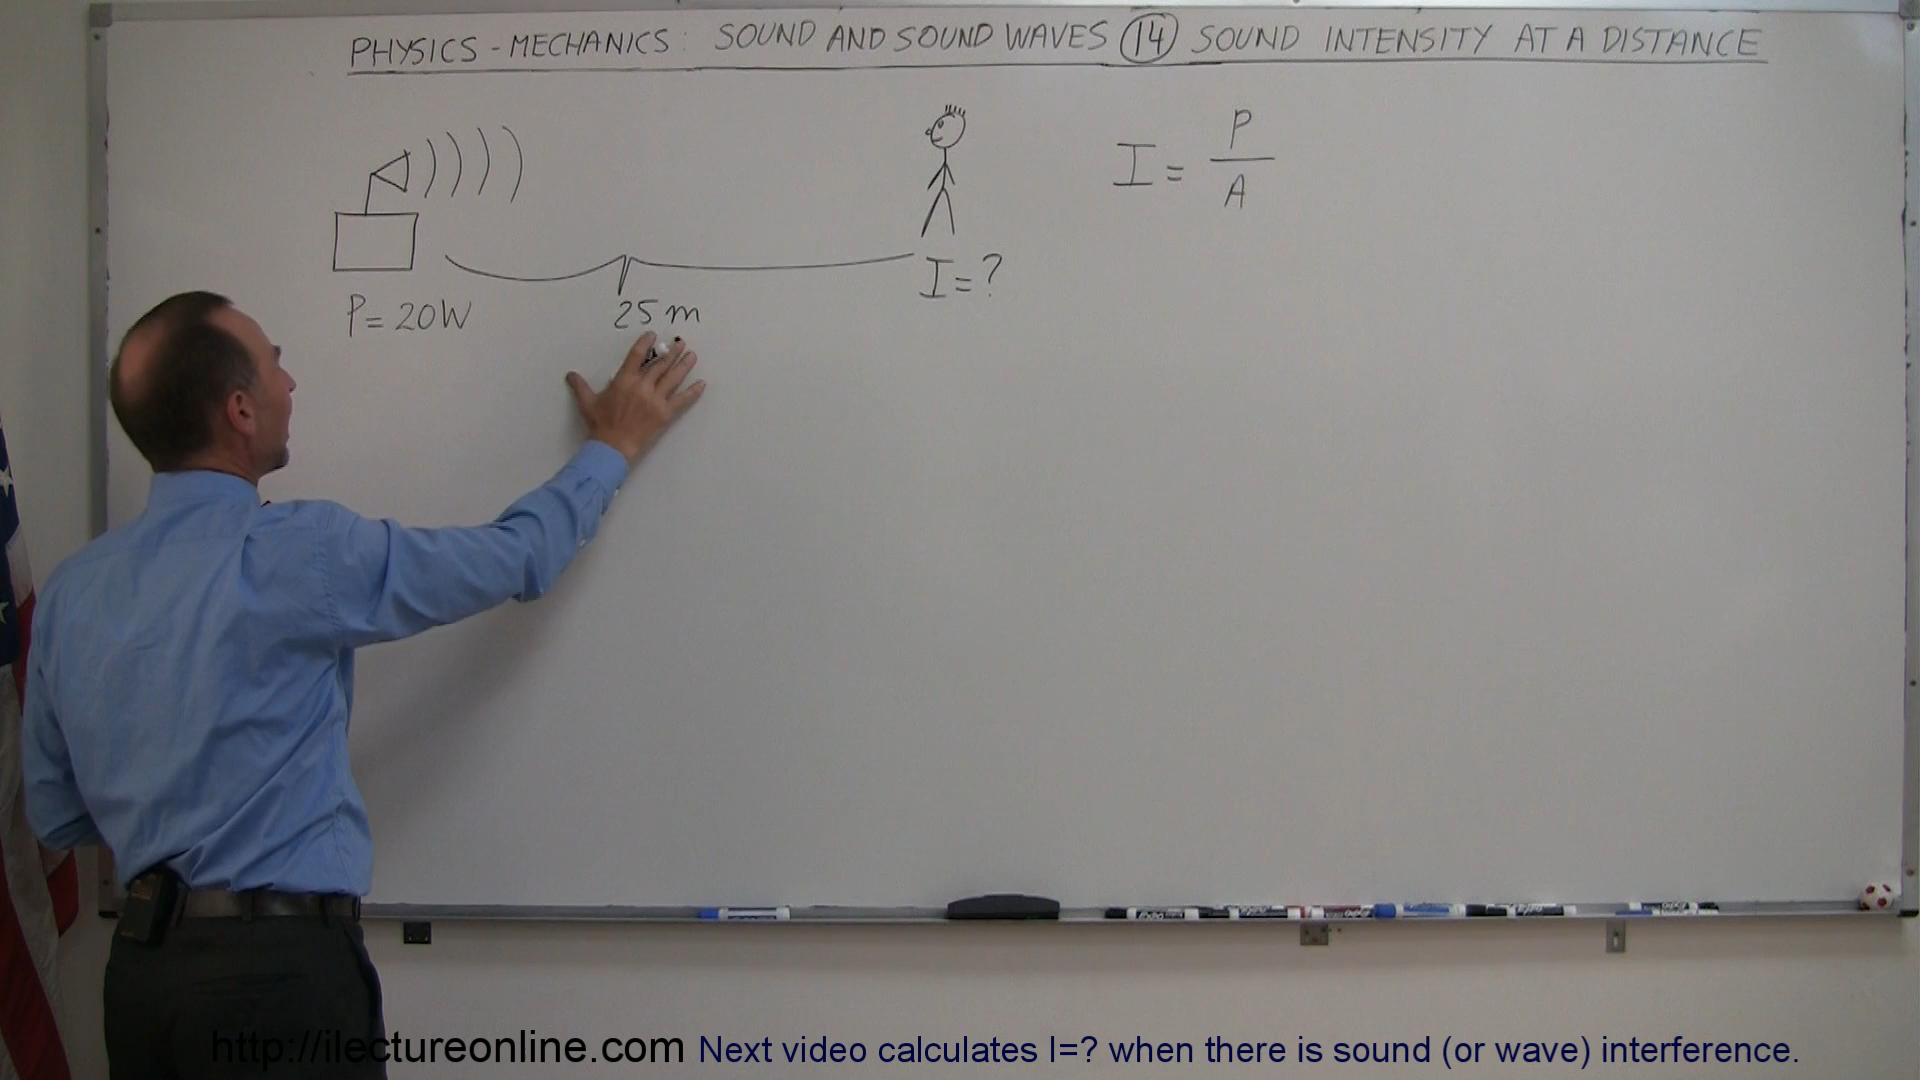 PHYSICS - MECHANICS: SOUND AND SOUND WAVES 14 SOUND INTENSITY AT A DISTANCE
I = P / A
I = ?
P = 20W
25 m
http://ilectureonline.com Next video calculates I=? when there is sound (or wave) interference.